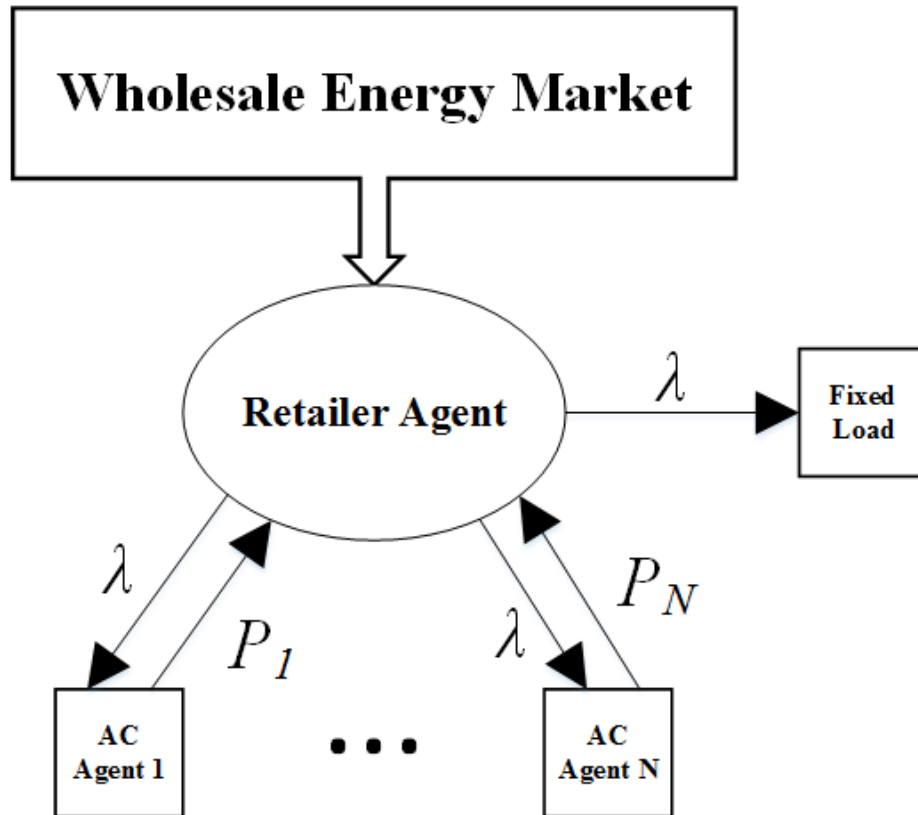 Wholesale Energy Market
λ
Fixed
Load
Retailer Agent
λ
P1
λ
PN
AC
Agent 1
...
AC
Agent N